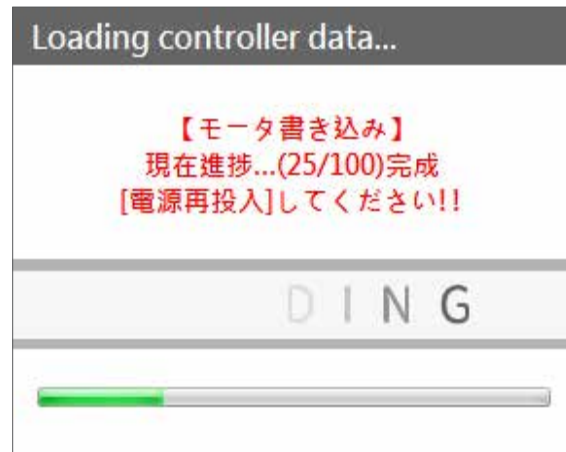 Loading controller data...
【モータ書き込み】
現在進捗...(25/100)完成
[電源再投入]してください!!
D I N G